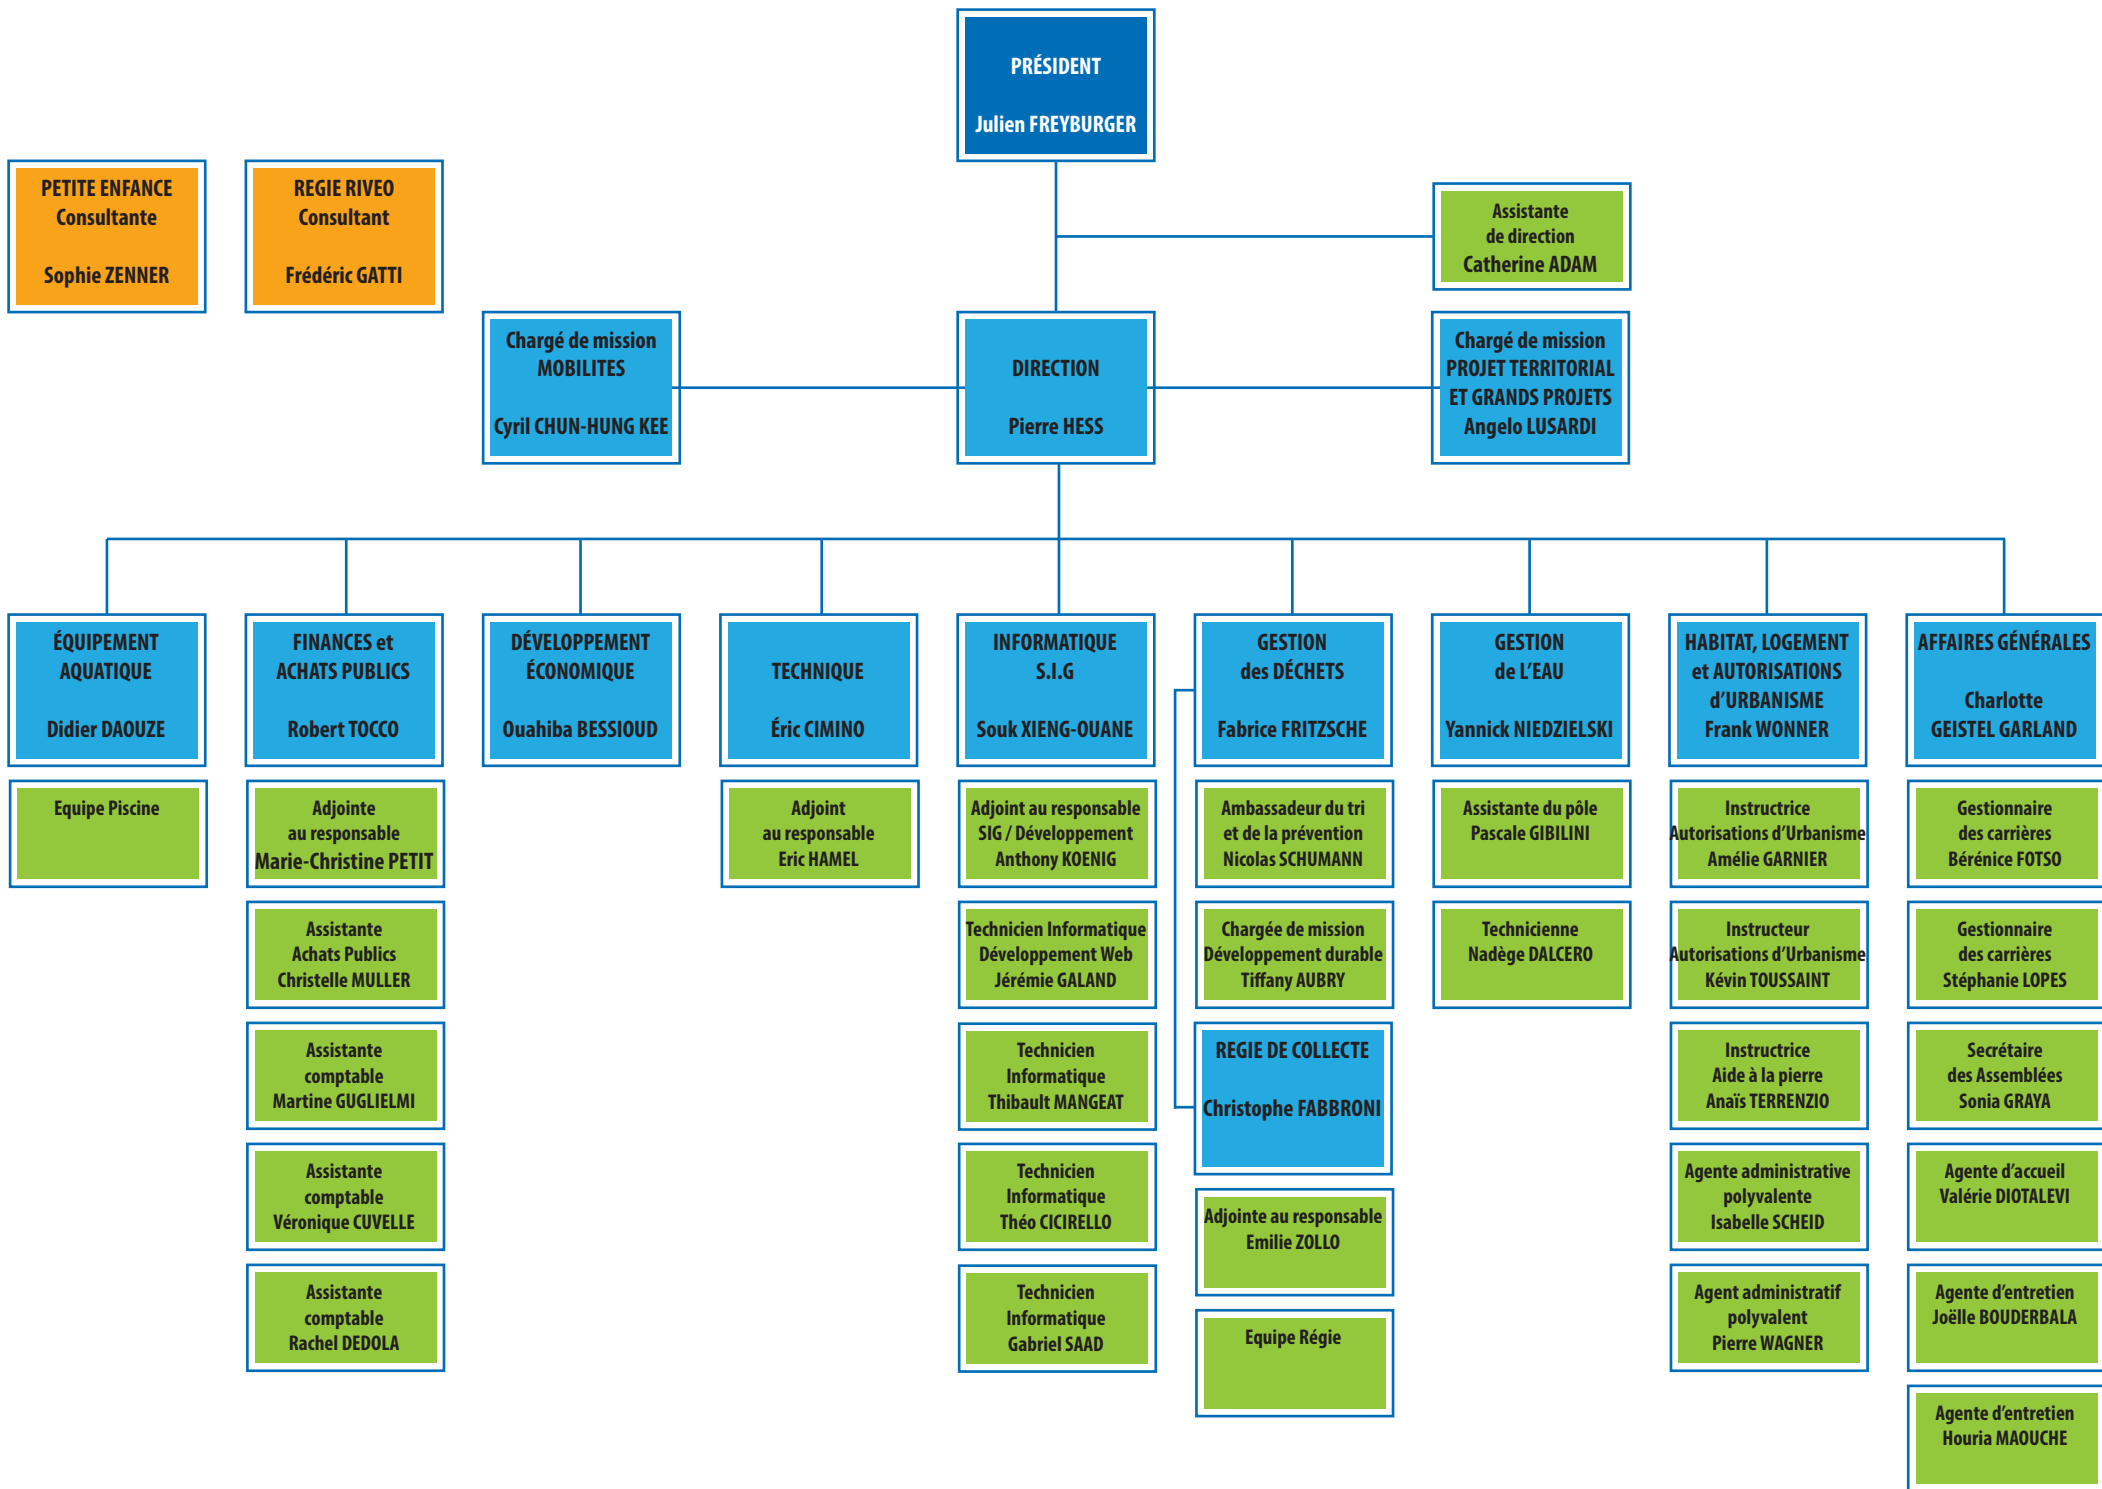 PRÉSIDENT
Julien FREYBURGER
PETITE ENFANCE
Consultante
Sophie ZENNER
REGIE RIVEO
Consultant
Frédéric GATTI
Assistante
de direction
Catherine ADAM
Chargé de mission
MOBILITES
Cyril CHUN-HUNG KEE
DIRECTION
Pierre HESS
Chargé de mission
PROJET TERRITORIAL
ET GRANDS PROJETS
Angelo LUSARDI
ÉQUIPEMENT
AQUATIQUE
Didier DAOUZE
Equipe Piscine
FINANCES et
ACHATS PUBLICS
Robert TOCCO
Adjointe
au responsable
Marie-Christine PETIT
Assistante
Achats Publics
Christelle MULLER
Assistante
comptable
Martine GUGLIELMI
Assistante
comptable
Véronique CUVELLE
Assistante
comptable
Rachel DEDOLA
DÉVELOPPEMENT
ÉCONOMIQUE
Ouahiba BESSIOUD
TECHNIQUE
Éric CIMINO
Adjoint
au responsable
Eric HAMEL
INFORMATIQUE
S.I.G
Souk XIENG-OUANE
Adjoint au responsable
SIG / Développement
Anthony KOENIG
Technicien Informatique
Développement Web
Jérémie GALAND
Technicien
Informatique
Thibault MANGEAT
Technicien
Informatique
Théo CICIRELLO
Technicien
Informatique
Gabriel SAAD
GESTION
des DÉCHETS
Fabrice FRITZSCHE
Ambassadeur du tri
et de la prévention
Nicolas SCHUMANN
Chargée de mission
Développement durable
Tiffany AUBRY
REGIE DE COLLECTE
Christophe FABBRONI
Adjointe au responsable
Emilie ZOLLO
Equipe Régie
GESTION
de L'EAU
Yannick NIEDZIELSKI
Assistante du pôle
Pascale GIBILINI
Technicienne
Nadège DALCERO
HABITAT, LOGEMENT
et AUTORISATIONS
d'URBANISME
Frank WONNER
Instructrice
Autorisations d'Urbanisme
Amélie GARNIER
Instructeur
Autorisations d'Urbanisme
Kévin TOUSSAINT
Instructrice
Aide à la pierre
Anaïs TERRENZIO
Agente administrative
polyvalente
Isabelle SCHEID
Agent administratif
polyvalent
Pierre WAGNER
AFFAIRES GÉNÉRALES
Charlotte
GEISTEL GARLAND
Gestionnaire
des carrières
Bérénice FOTSO
Gestionnaire
des carrières
Stéphanie LOPES
Secrétaire
des Assemblées
Sonia GRAYA
Agente d'accueil
Valérie DIOTALEVI
Agente d'entretien
Joëlle BOUDERBALA
Agente d'entretien
Houria MAOUCHE